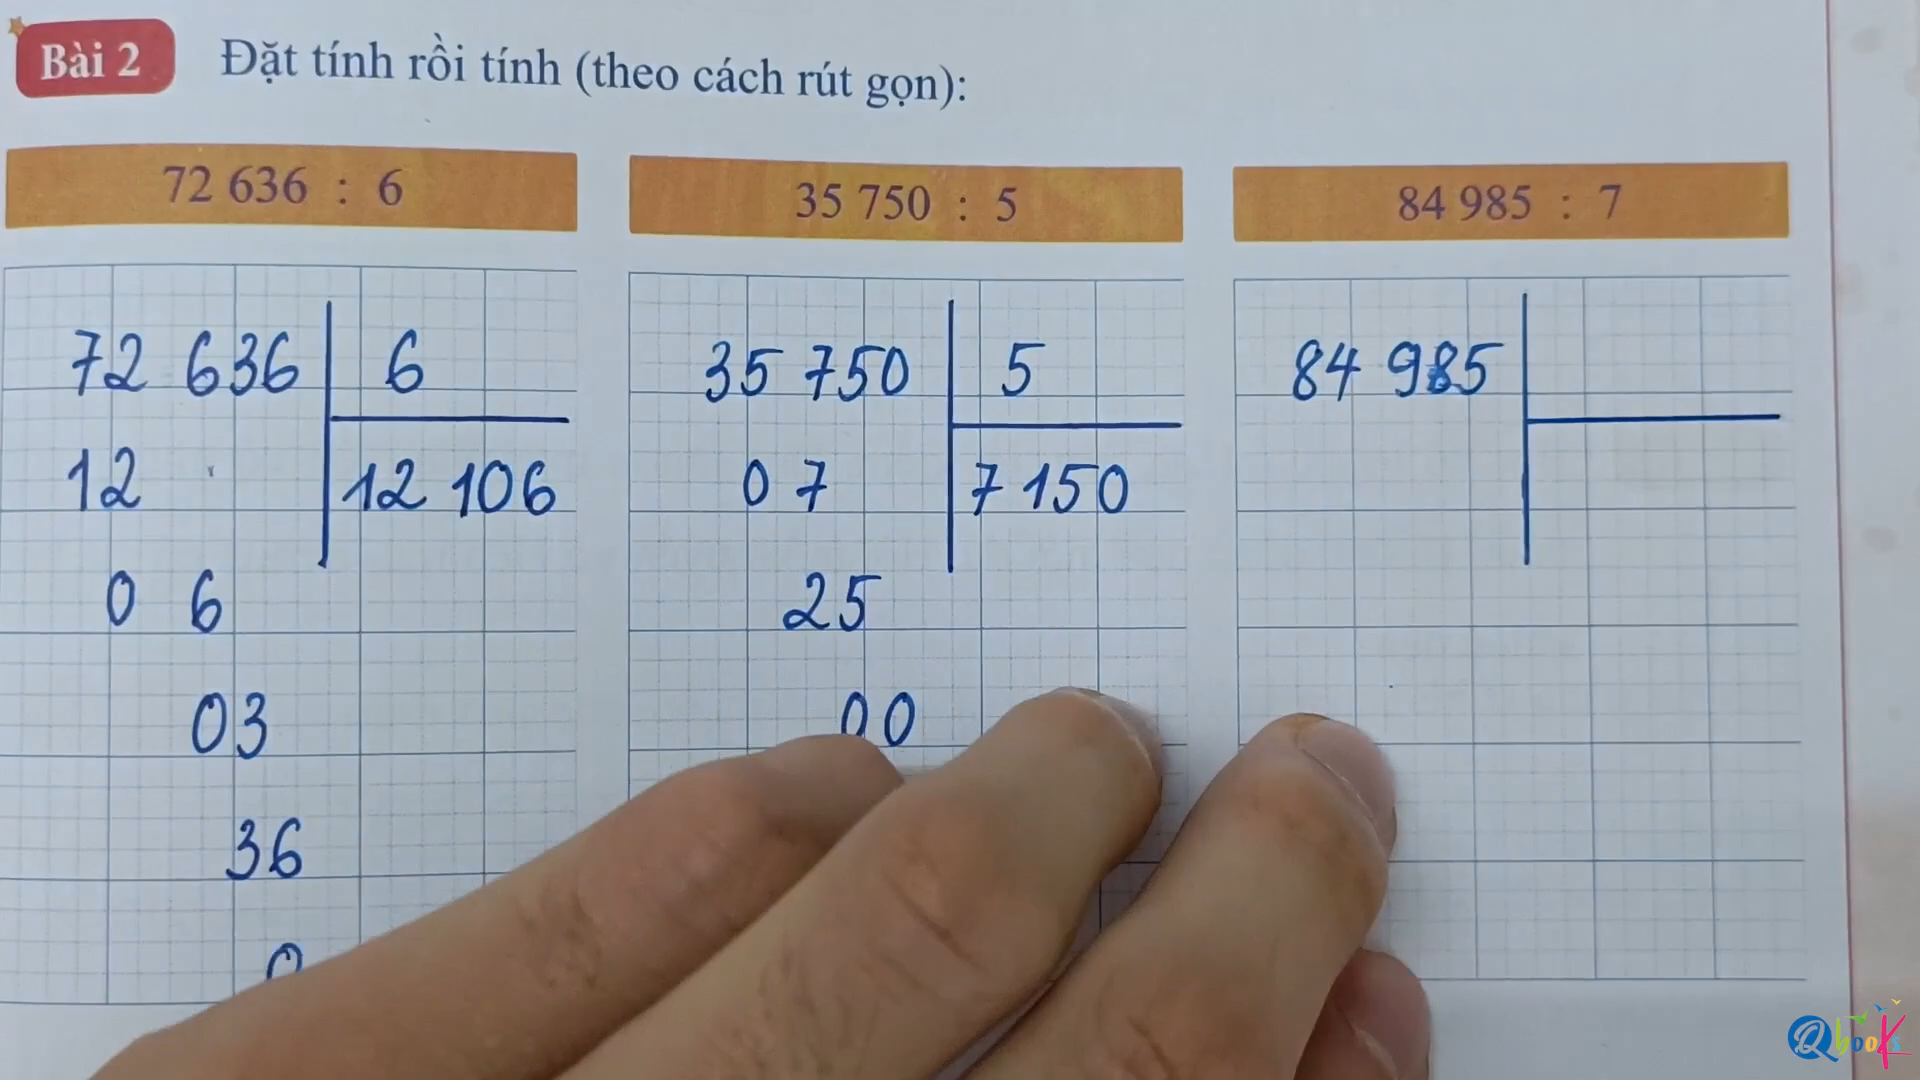 Bài 2 Đặt tính rồi tính (theo cách rút gọn):
72 636 : 6
72 636 6
12 12 106
0 6
03
36
0
35 750 : 5
35 750 5
0 7 7 150
25
00
84 985 : 7
84 985
Qbooks